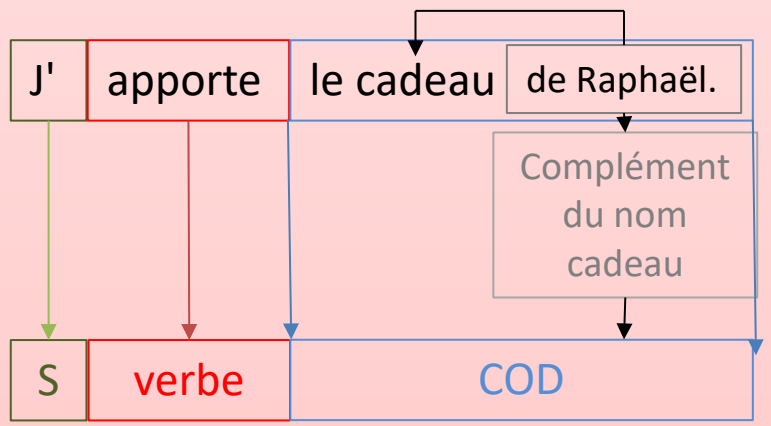 J' apporte le cadeau de Raphaël.
Complément
du nom
cadeau
S verbe COD